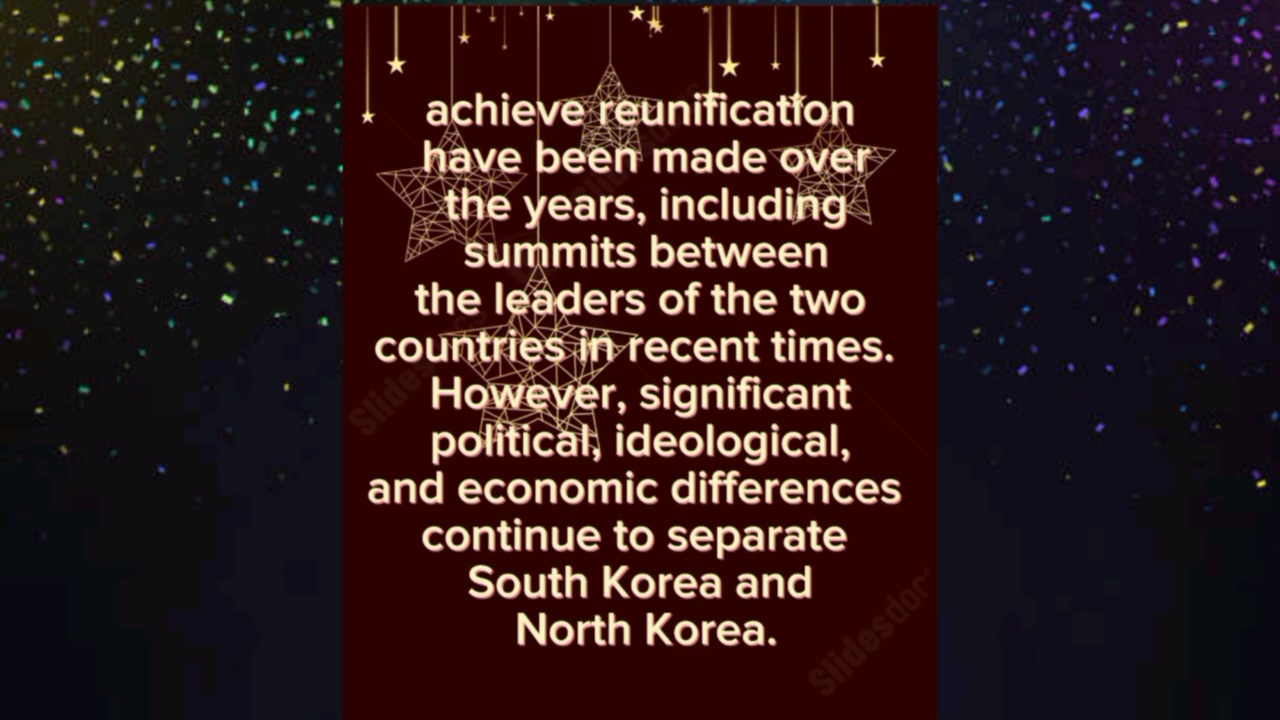 achieve reunification
have been made over
the years, including
summits between
the leaders of the two
countries in recent times.
However, significant
political, ideological,
and economic differences
continue to separate
South Korea and
North Korea.